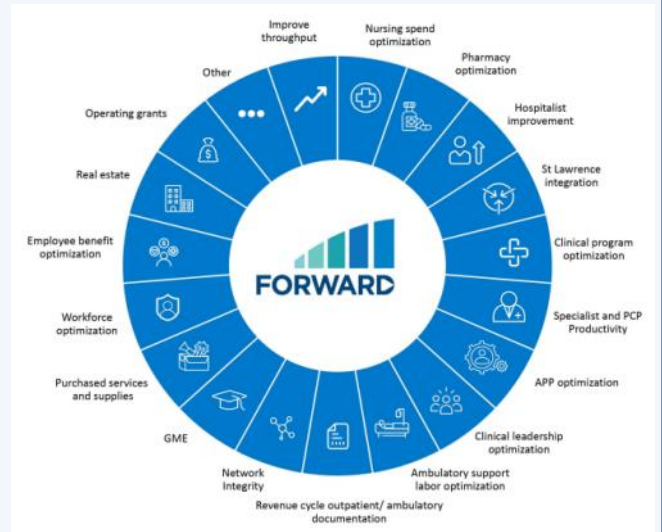 Improve
throughput
Nursing spend
optimization
Pharmacy
optimization
Hospitalist
improvement
St Lawrence
integration
Clinical program
optimization
Specialist and PCP
Productivity
APP optimization
Clinical leadership
optimization
Ambulatory support
labor optimization
Revenue cycle outpatient/ ambulatory
documentation
Network
Integrity
GME
Purchased services
and supplies
Workforce
optimization
Employee benefit
optimization
Real estate
Operating grants
Other
$
FORWARD